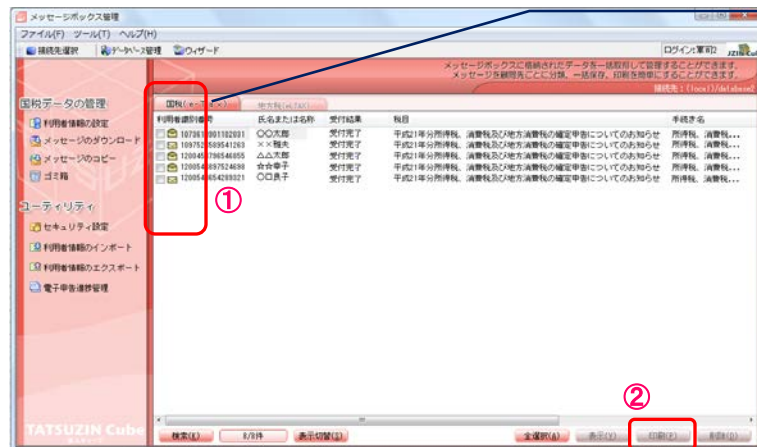 メッセージボックス管理
ファイル(F) ツール(T) ヘルプ(H)
接続先選択 データベース管理 ウィザード
ログイン:軍司2
メッセージボックスに格納されたデータを一括取得して管理することができます。
メッセージを顧問先ごとに分類、一括保存、印刷を簡単にすることができます。
接続先:(local)/database2
国税データの管理
利用者情報の設定
メッセージのダウンロード
メッセージのコピー
ゴミ箱
ユーティリティ
セキュリティ設定
利用者情報のインポート
利用者情報のエクスポート
電子申告進捗管理
国税(e-Tax) 地方税(eLTAX)
利用者識別番号 氏名または名称 受付結果 税目 手続き名
〇〇太郎 受付完了 平成21年分所得税、消費税及び地方消費税の確定申告についてのお知らせ 所得税、消費税...
××雅夫 受付完了 平成21年分所得税、消費税及び地方消費税の確定申告についてのお知らせ 所得税、消費税...
△△太郎 受付完了 平成21年分所得税、消費税及び地方消費税の確定申告についてのお知らせ 所得税、消費税...
☆☆幸子 受付完了 平成21年分所得税、消費税及び地方消費税の確定申告についてのお知らせ 所得税、消費税...
〇□良子 受付完了 平成21年分所得税、消費税及び地方消費税の確定申告についてのお知らせ 所得税、消費税...
①
②
TATSUZIN Cube
検索(K) 8/8件 表示切替(I) 全選択(A) 表示(V) 印刷(P) 削除(D)